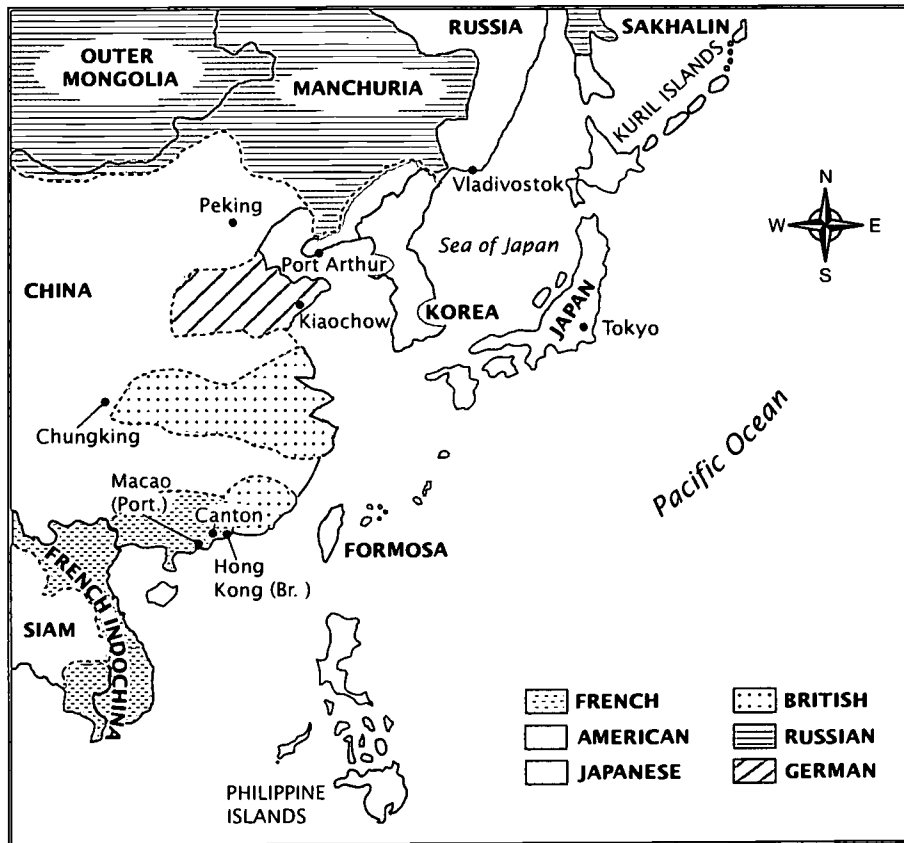 RUSSIA
SAKHALIN
OUTER
MONGOLIA
MANCHURIA
KURIL ISLANDS
Vladivostok
Peking
N
W
E
S
Sea of Japan
Port Arthur
CHINA
Kiaochow
KOREA
JAPAN
Tokyo
Chungking
Pacific Ocean
Macao
(Port.)
Canton
Hong
Kong (Br. )
FORMOSA
FRENCH INDOCHINA
SIAM
FRENCH
BRITISH
AMERICAN
RUSSIAN
JAPANESE
GERMAN
PHILIPPINE
ISLANDS